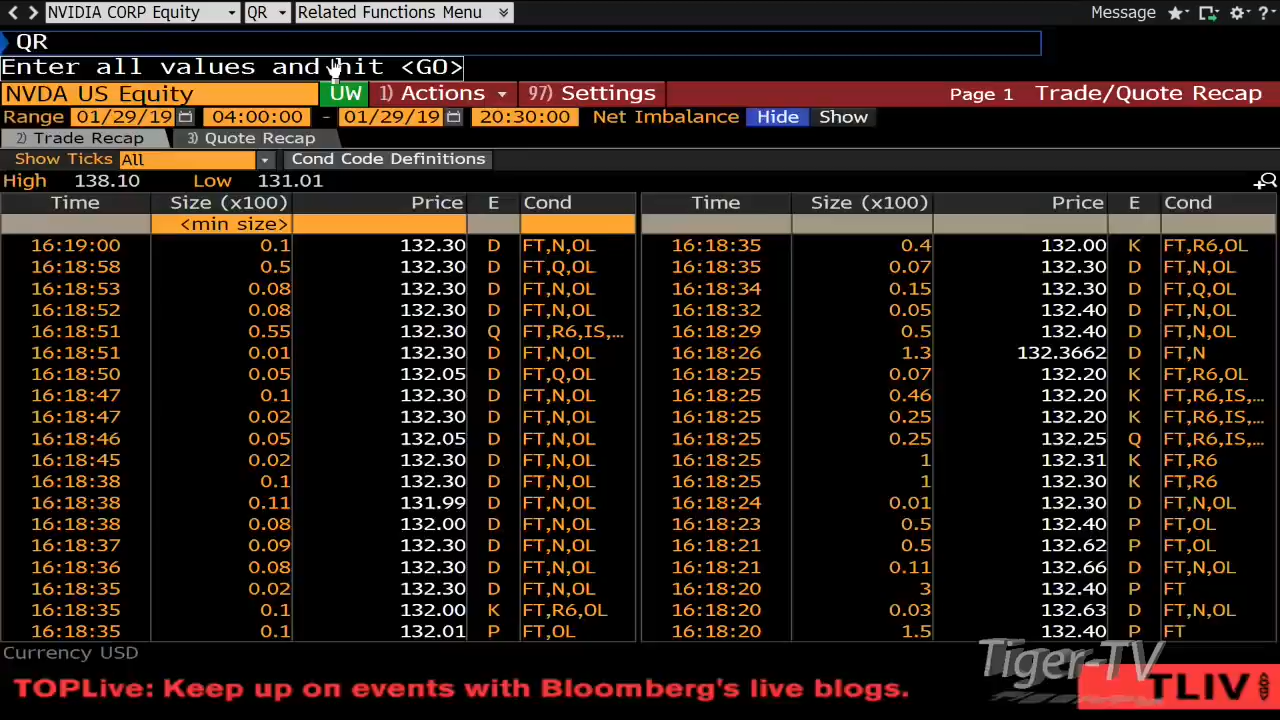 NVIDIA CORP Equity QR Related Functions Menu Message
QR
Enter all values and hit <GO>
NVDA US Equity UW 1) Actions 97) Settings Page 1 Trade/Quote Recap
Range 01/29/19 04:00:00 - 01/29/19 20:30:00 Net Imbalance Hide Show
2) Trade Recap 3) Quote Recap
Show Ticks All Cond Code Definitions
High 138.10 Low 131.01
Time Size (x100) Price E Cond Time Size (x100) Price E Cond
<min size>
16:19:00 0.1 132.30 D FT,N,OL 16:18:35 0.4 132.00 K FT,R6,OL
16:18:58 0.5 132.30 D FT,Q,OL 16:18:35 0.07 132.30 D FT,N,OL
16:18:53 0.08 132.30 D FT,N,OL 16:18:34 0.15 132.30 D FT,Q,OL
16:18:52 0.08 132.30 D FT,N,OL 16:18:32 0.05 132.40 D FT,N,OL
16:18:51 0.55 132.30 Q FT,R6,IS,... 16:18:29 0.5 132.40 D FT,N,OL
16:18:51 0.01 132.30 D FT,N,OL 16:18:26 1.3 132.3662 D FT,N
16:18:50 0.05 132.05 D FT,Q,OL 16:18:25 0.07 132.20 K FT,R6,OL
16:18:47 0.1 132.30 D FT,N,OL 16:18:25 0.46 132.20 K FT,R6,IS,...
16:18:47 0.02 132.30 D FT,N,OL 16:18:25 0.25 132.20 K FT,R6,IS,...
16:18:46 0.05 132.05 D FT,N,OL 16:18:25 0.25 132.25 Q FT,R6,IS,...
16:18:45 0.02 132.30 D FT,N,OL 16:18:25 1 132.31 K FT,R6
16:18:38 0.1 132.30 D FT,N,OL 16:18:25 1 132.30 K FT,R6
16:18:38 0.11 131.99 D FT,N,OL 16:18:24 0.01 132.30 D FT,N,OL
16:18:38 0.08 132.00 D FT,N,OL 16:18:23 0.5 132.40 P FT,OL
16:18:37 0.09 132.30 D FT,N,OL 16:18:21 0.5 132.62 P FT,OL
16:18:36 0.08 132.30 D FT,N,OL 16:18:21 0.11 132.66 D FT,N,OL
16:18:35 0.02 132.30 D FT,N,OL 16:18:20 3 132.40 P FT
16:18:35 0.1 132.00 K FT,R6,OL 16:18:20 0.03 132.63 D FT,N,OL
16:18:35 0.1 132.01 P FT,OL 16:18:20 1.5 132.40 P FT
Currency USD
Tiger-TV
TOPLive: Keep up on events with Bloomberg's live blogs. TLIV